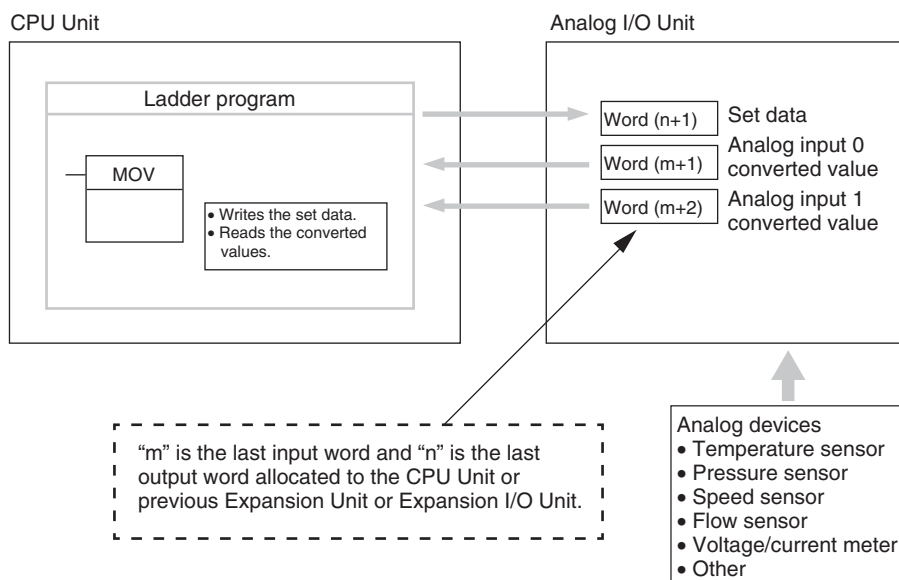 CPU Unit
Analog I/O Unit
Ladder program
MOV
• Writes the set data.
• Reads the converted
values.
Word (n+1)
Set data
Word (m+1)
Analog input 0
converted value
Word (m+2)
Analog input 1
converted value
“m” is the last input word and “n” is the last
output word allocated to the CPU Unit or
previous Expansion Unit or Expansion I/O Unit.
Analog devices
• Temperature sensor
• Pressure sensor
• Speed sensor
• Flow sensor
• Voltage/current meter
• Other